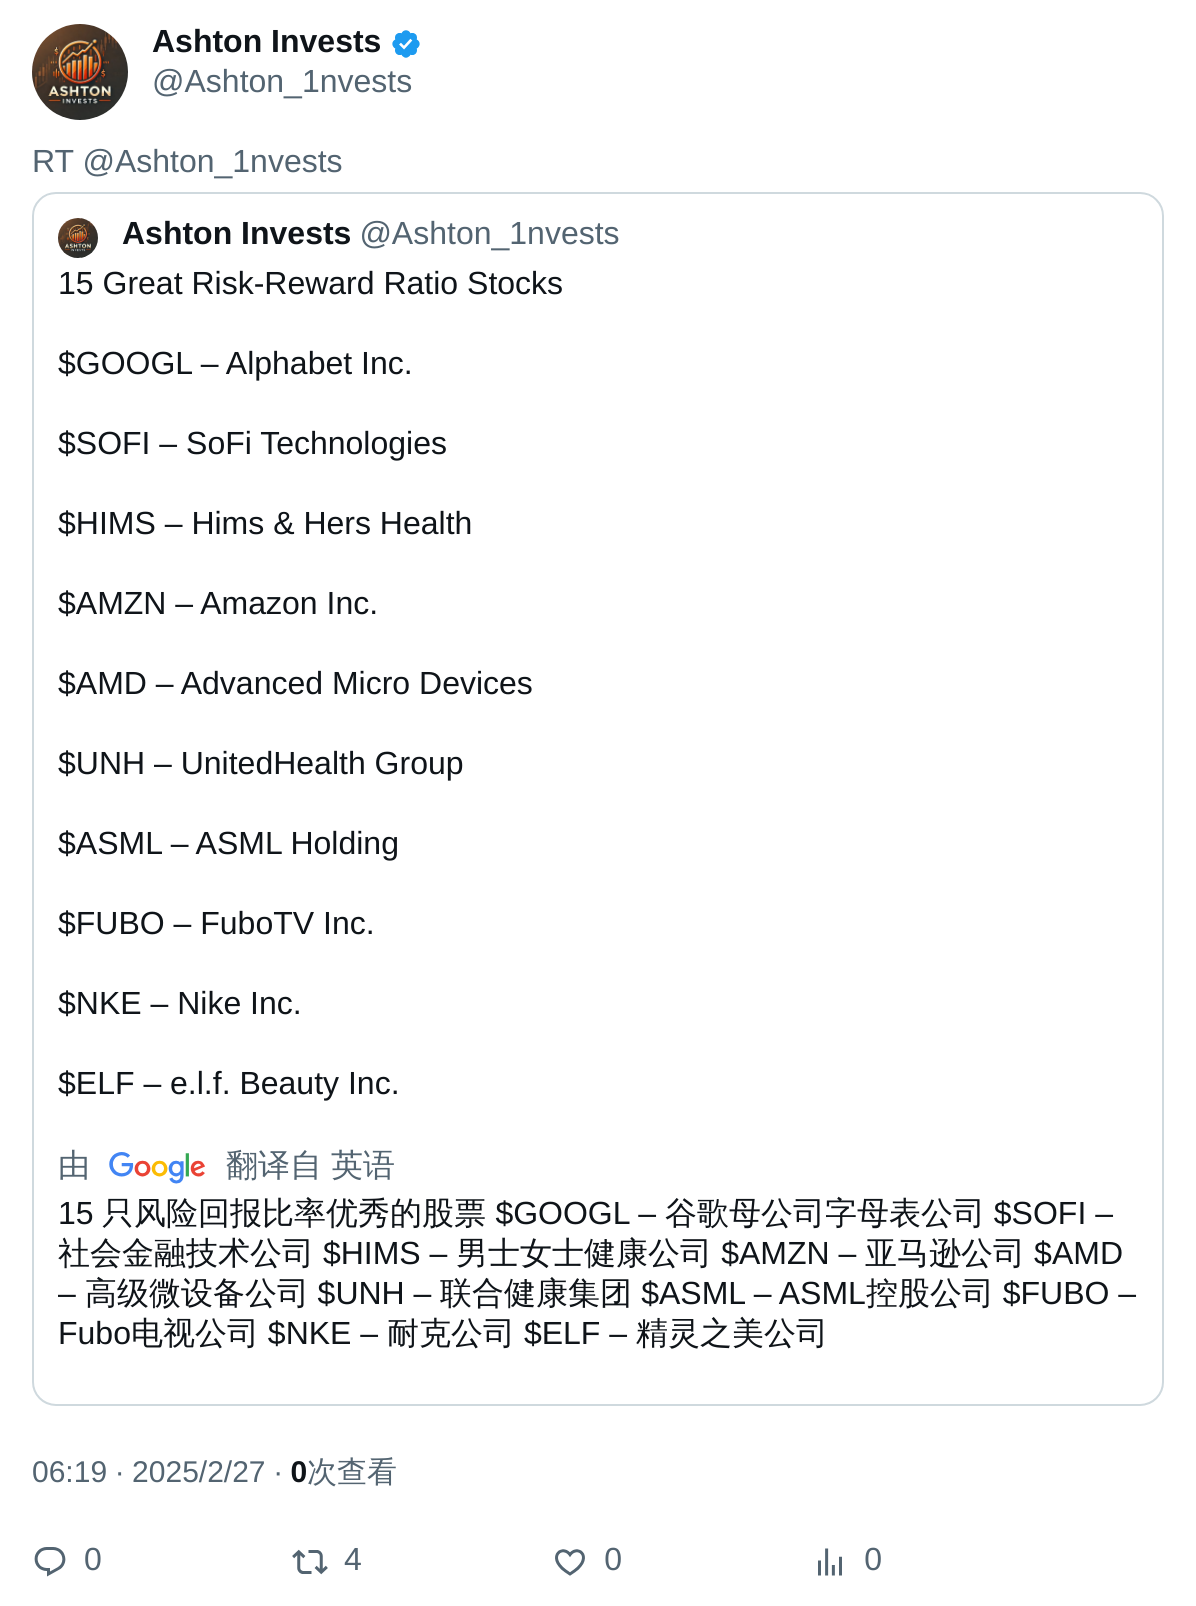 ASHTON
INVESTS
Ashton Invests
@Ashton_1nvests
RT @Ashton_1nvests
ASHTON
Ashton Invests @Ashton_1nvests
15 Great Risk-Reward Ratio Stocks
$GOOGL – Alphabet Inc.
$SOFI – SoFi Technologies
$HIMS – Hims & Hers Health
$AMZN – Amazon Inc.
$AMD – Advanced Micro Devices
$UNH – UnitedHealth Group
$ASML – ASML Holding
$FUBO – FuboTV Inc.
$NKE – Nike Inc.
$ELF – e.l.f. Beauty Inc.
由 Google 翻译自 英语
15 只风险回报比率优秀的股票 $GOOGL – 谷歌母公司字母表公司 $SOFI –
社会金融技术公司 $HIMS – 男士女士健康公司 $AMZN – 亚马逊公司 $AMD
– 高级微设备公司 $UNH – 联合健康集团 $ASML – ASML控股公司 $FUBO –
Fubo电视公司 $NKE – 耐克公司 $ELF – 精灵之美公司
06:19 · 2025/2/27 · 0次查看
0 4 0 0